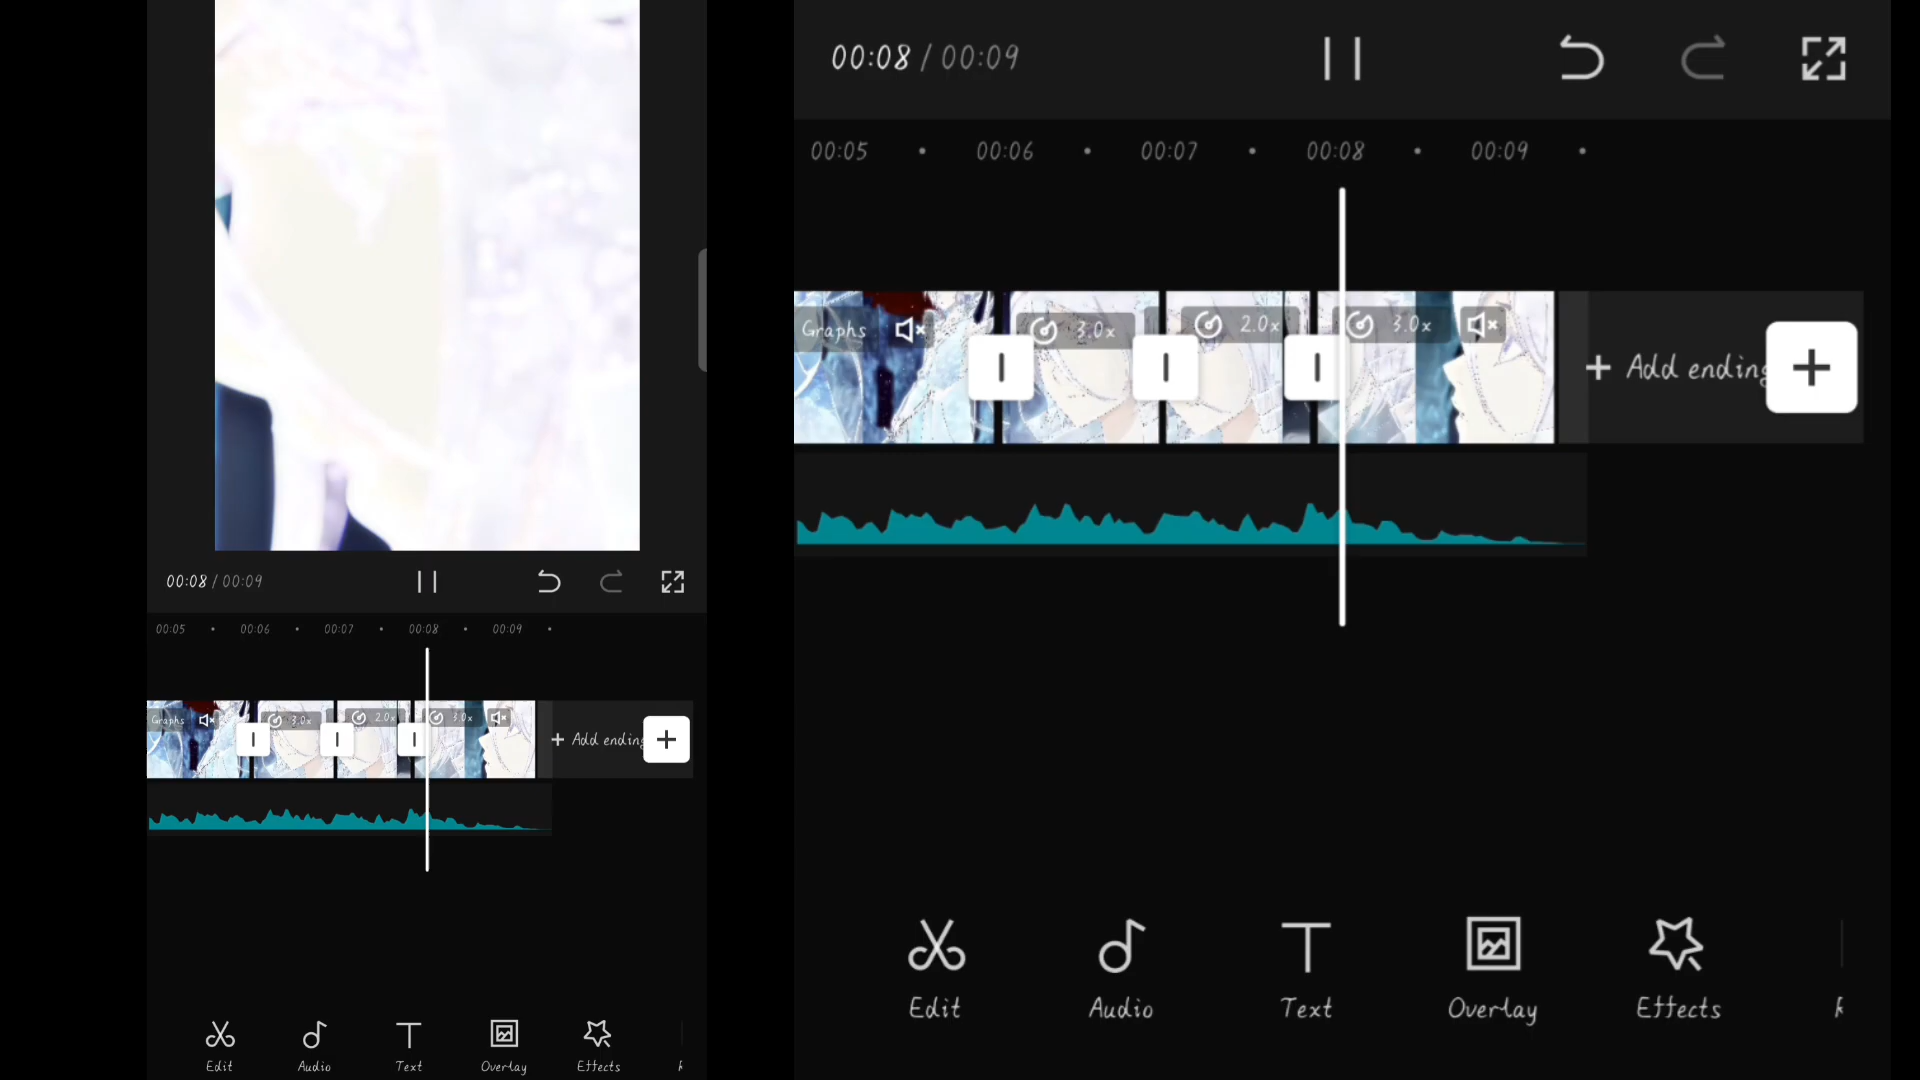 00:08 / 00:09
00:05 00:06 00:07 00:08 00:09
Graphs 3.0x 2.0x 3.0x
+ Add ending
Edit Audio Text Overlay Effects
00:08 / 00:09
00:05 00:06 00:07 00:08 00:09
Graphs 3.0x 2.0x 3.0x
+ Add ending
Edit Audio Text Overlay Effects